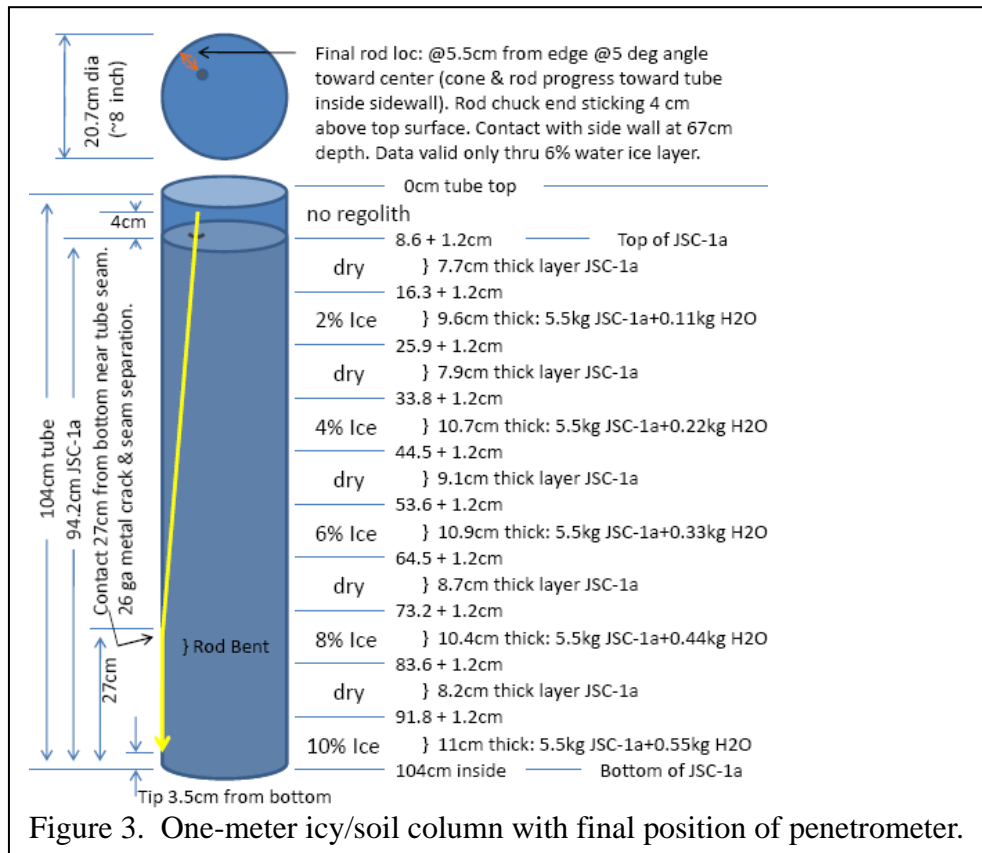 20.7cm dia
(~8 inch)
Final rod loc: @5.5cm from edge @5 deg angle
toward center (cone & rod progress toward tube
inside sidewall). Rod chuck end sticking 4 cm
above top surface. Contact with side wall at 67cm
depth. Data valid only thru 6% water ice layer.
0cm tube top
4cm
no regolith
8.6 + 1.2cm
Top of JSC-1a
dry
} 7.7cm thick layer JSC-1a
16.3 + 1.2cm
2% Ice
} 9.6cm thick: 5.5kg JSC-1a+0.11kg H2O
25.9 + 1.2cm
dry
} 7.9cm thick layer JSC-1a
33.8 + 1.2cm
4% Ice
} 10.7cm thick: 5.5kg JSC-1a+0.22kg H2O
44.5 + 1.2cm
dry
} 9.1cm thick layer JSC-1a
53.6 + 1.2cm
6% Ice
} 10.9cm thick: 5.5kg JSC-1a+0.33kg H2O
64.5 + 1.2cm
dry
} 8.7cm thick layer JSC-1a
73.2 + 1.2cm
8% Ice
} 10.4cm thick: 5.5kg JSC-1a+0.44kg H2O
83.6 + 1.2cm
dry
} 8.2cm thick layer JSC-1a
91.8 + 1.2cm
10% Ice
} 11cm thick: 5.5kg JSC-1a+0.55kg H2O
104cm inside
Bottom of JSC-1a
104cm tube
94.2cm JSC-1a
Contact 27cm from bottom near tube seam.
26 ga metal crack & seam separation.
27cm
} Rod Bent
Tip 3.5cm from bottom
Figure 3.  One-meter icy/soil column with final position of penetrometer.